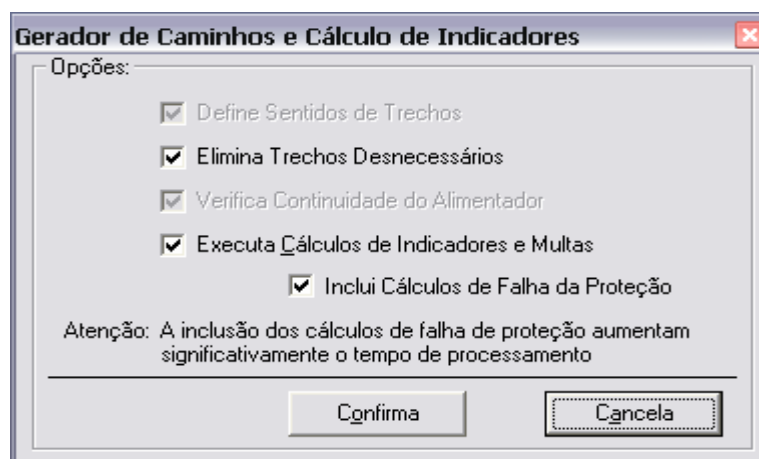 Gerador de Caminhos e Cálculo de Indicadores
Opções:
Define Sentidos de Trechos
Elimina Trechos Desnecessários
Verifica Continuidade do Alimentador
Executa Cálculos de Indicadores e Multas
Inclui Cálculos de Falha da Proteção
Atenção: A inclusão dos cálculos de falha de proteção aumentam
significativamente o tempo de processamento
Confirma
Cancela